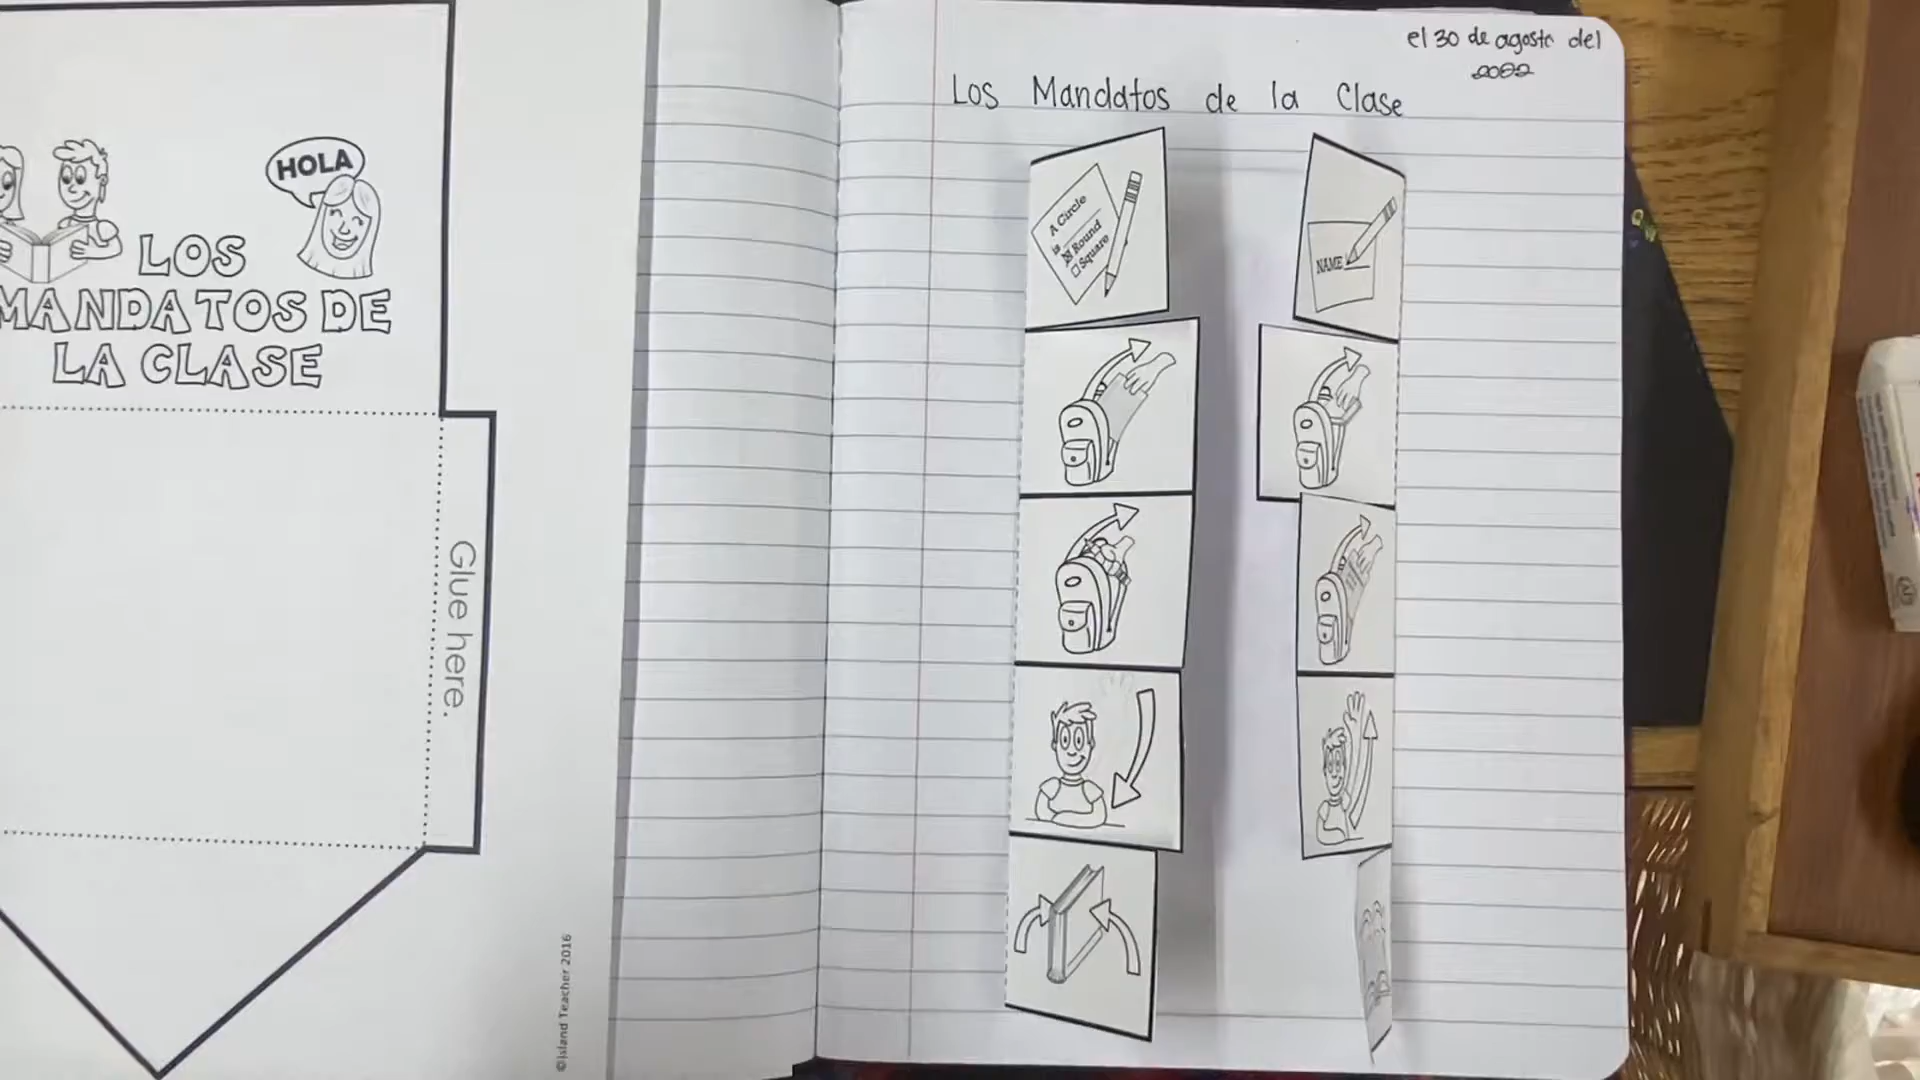 HOLA
LOS
MANDATOS DE
LA CLASE
Glue here.
©Island Teacher 2016
el 30 de agosto del
2022
Los Mandatos de la Clase
A Circle
is
Round
Square
NAME